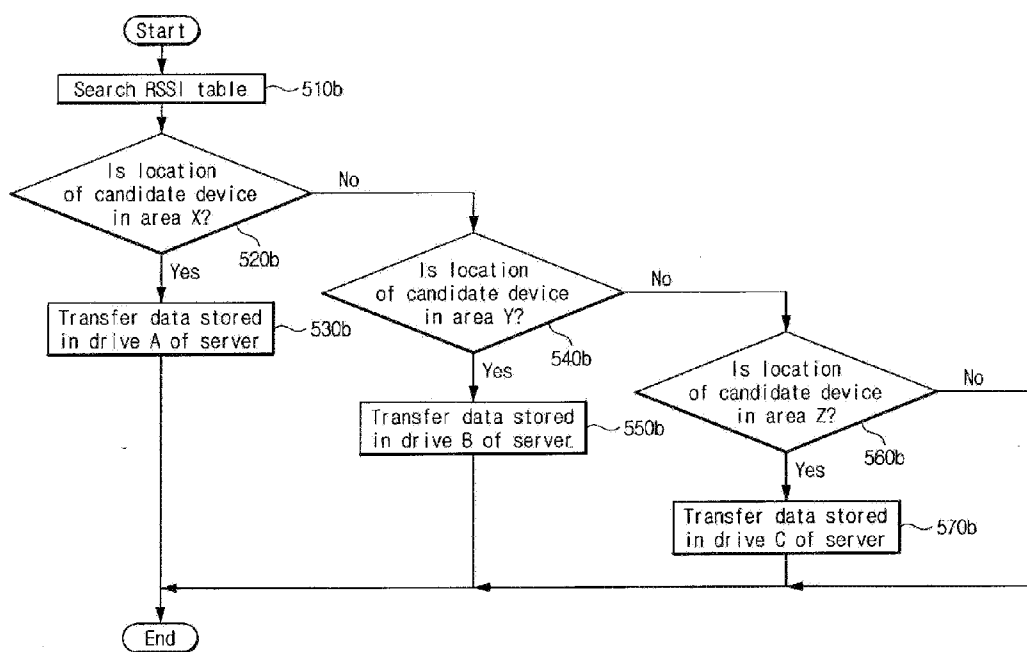 Start
Search RSSI table
510b
Is location
of candidate device
in area X?
520b
No
Yes
Transfer data stored
in drive A of server
530b
Is location
of candidate device
in area Y?
540b
No
Yes
Transfer data stored
in drive B of server
550b
Is location
of candidate device
in area Z?
560b
No
Yes
Transfer data stored
in drive C of server
570b
End